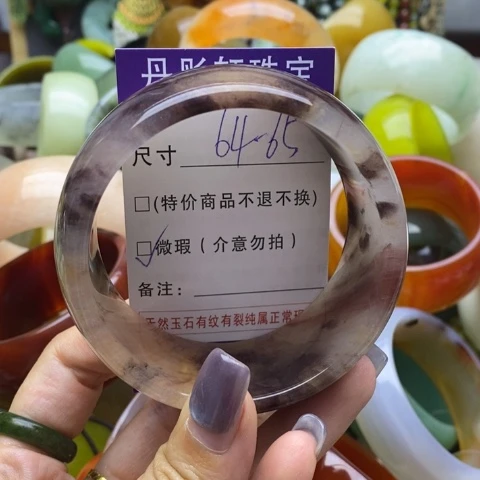 丹彤轩珠宝
尺寸 64-65
□(特价商品不退不换)
☑微瑕(介意勿拍)
备注:
天然玉石有纹有裂纯属正常现